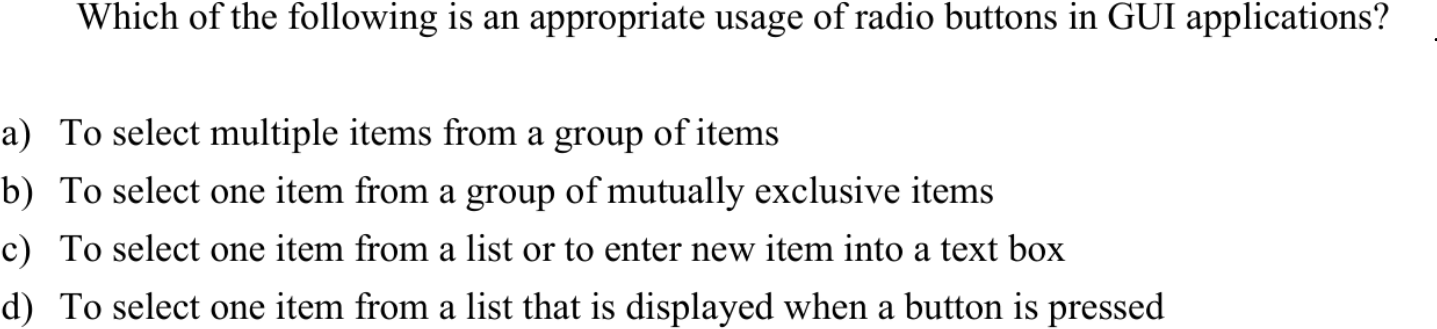 Which of the following is an appropriate usage of radio buttons in GUI applications?
a) To select multiple items from a group of items
b) To select one item from a group of mutually exclusive items
c) To select one item from a list or to enter new item into a text box
d) To select one item from a list that is displayed when a button is pressed